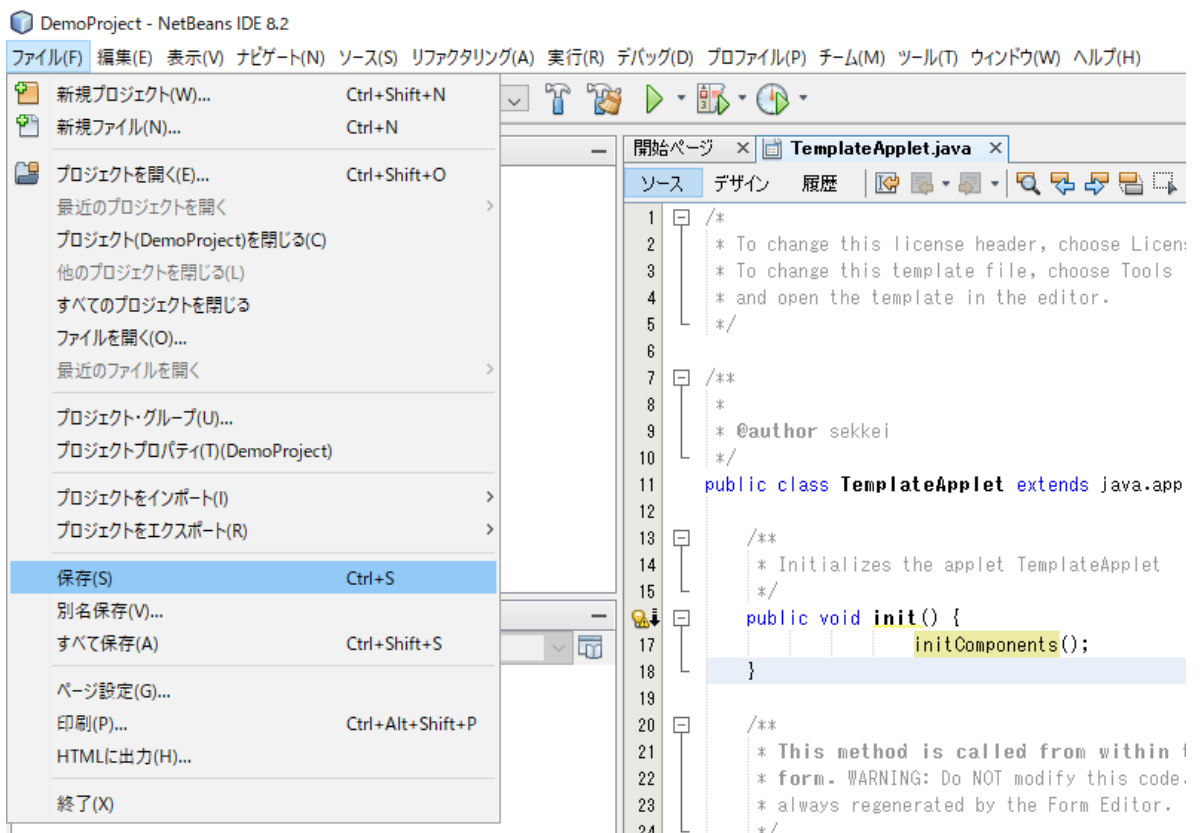 DemoProject - NetBeans IDE 8.2
ファイル(F) 編集(E) 表示(V) ナビゲート(N) ソース(S) リファクタリング(A) 実行(R) デバッグ(D) プロファイル(P) チーム(M) ツール(T) ウィンドウ(W) ヘルプ(H)
新規プロジェクト(W)... Ctrl+Shift+N
新規ファイル(N)... Ctrl+N
プロジェクトを開く(E)... Ctrl+Shift+O
最近のプロジェクトを開く
プロジェクト(DemoProject)を閉じる(C)
他のプロジェクトを閉じる(L)
すべてのプロジェクトを閉じる
ファイルを開く(O)...
最近のファイルを開く
プロジェクト・グループ(U)...
プロジェクトプロパティ(T)(DemoProject)
プロジェクトをインポート(I)
プロジェクトをエクスポート(R)
保存(S) Ctrl+S
別名保存(V)...
すべて保存(A) Ctrl+Shift+S
ページ設定(G)...
印刷(P)... Ctrl+Alt+Shift+P
HTMLに出力(H)...
終了(X)
開始ページ TemplateApplet.java
ソース デザイン 履歴
1 /*
2 * To change this license header, choose Licens
3 * To change this template file, choose Tools
4 * and open the template in the editor.
5 */
6
7 /**
8 *
9 * @author sekkei
10 */
11 public class TemplateApplet extends java.app
12
13 /**
14 * Initializes the applet TemplateApplet
15 */
public void init() {
17 initComponents();
18 }
19
20 /**
21 * This method is called from within t
22 * form. WARNING: Do NOT modify this code.
23 * always regenerated by the Form Editor.
24 */